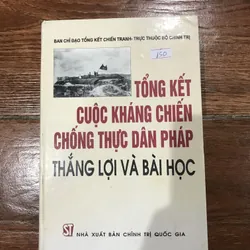 BAN CHỈ ĐẠO TỔNG KẾT CHIẾN TRANH- TRỰC THUỘC BỘ CHÍNH TRỊ
150
TỔNG KẾT
CUỘC KHÁNG CHIẾN
CHỐNG THỰC DÂN PHÁP
THẮNG LỢI VÀ BÀI HỌC
ST NHÀ XUẤT BẢN CHÍNH TRỊ QUỐC GIA